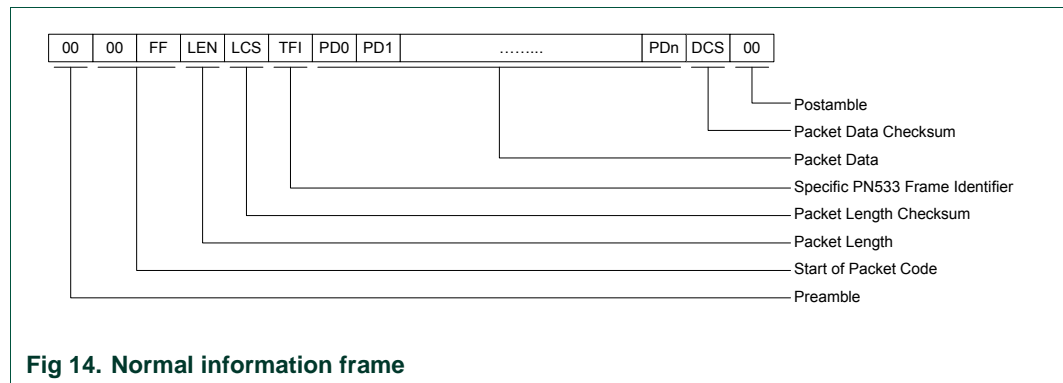 00 00 FF LEN LCS TFI PD0 PD1 ......... PDn DCS 00
Postamble
Packet Data Checksum
Packet Data
Specific PN533 Frame Identifier
Packet Length Checksum
Packet Length
Start of Packet Code
Preamble
Fig 14. Normal information frame